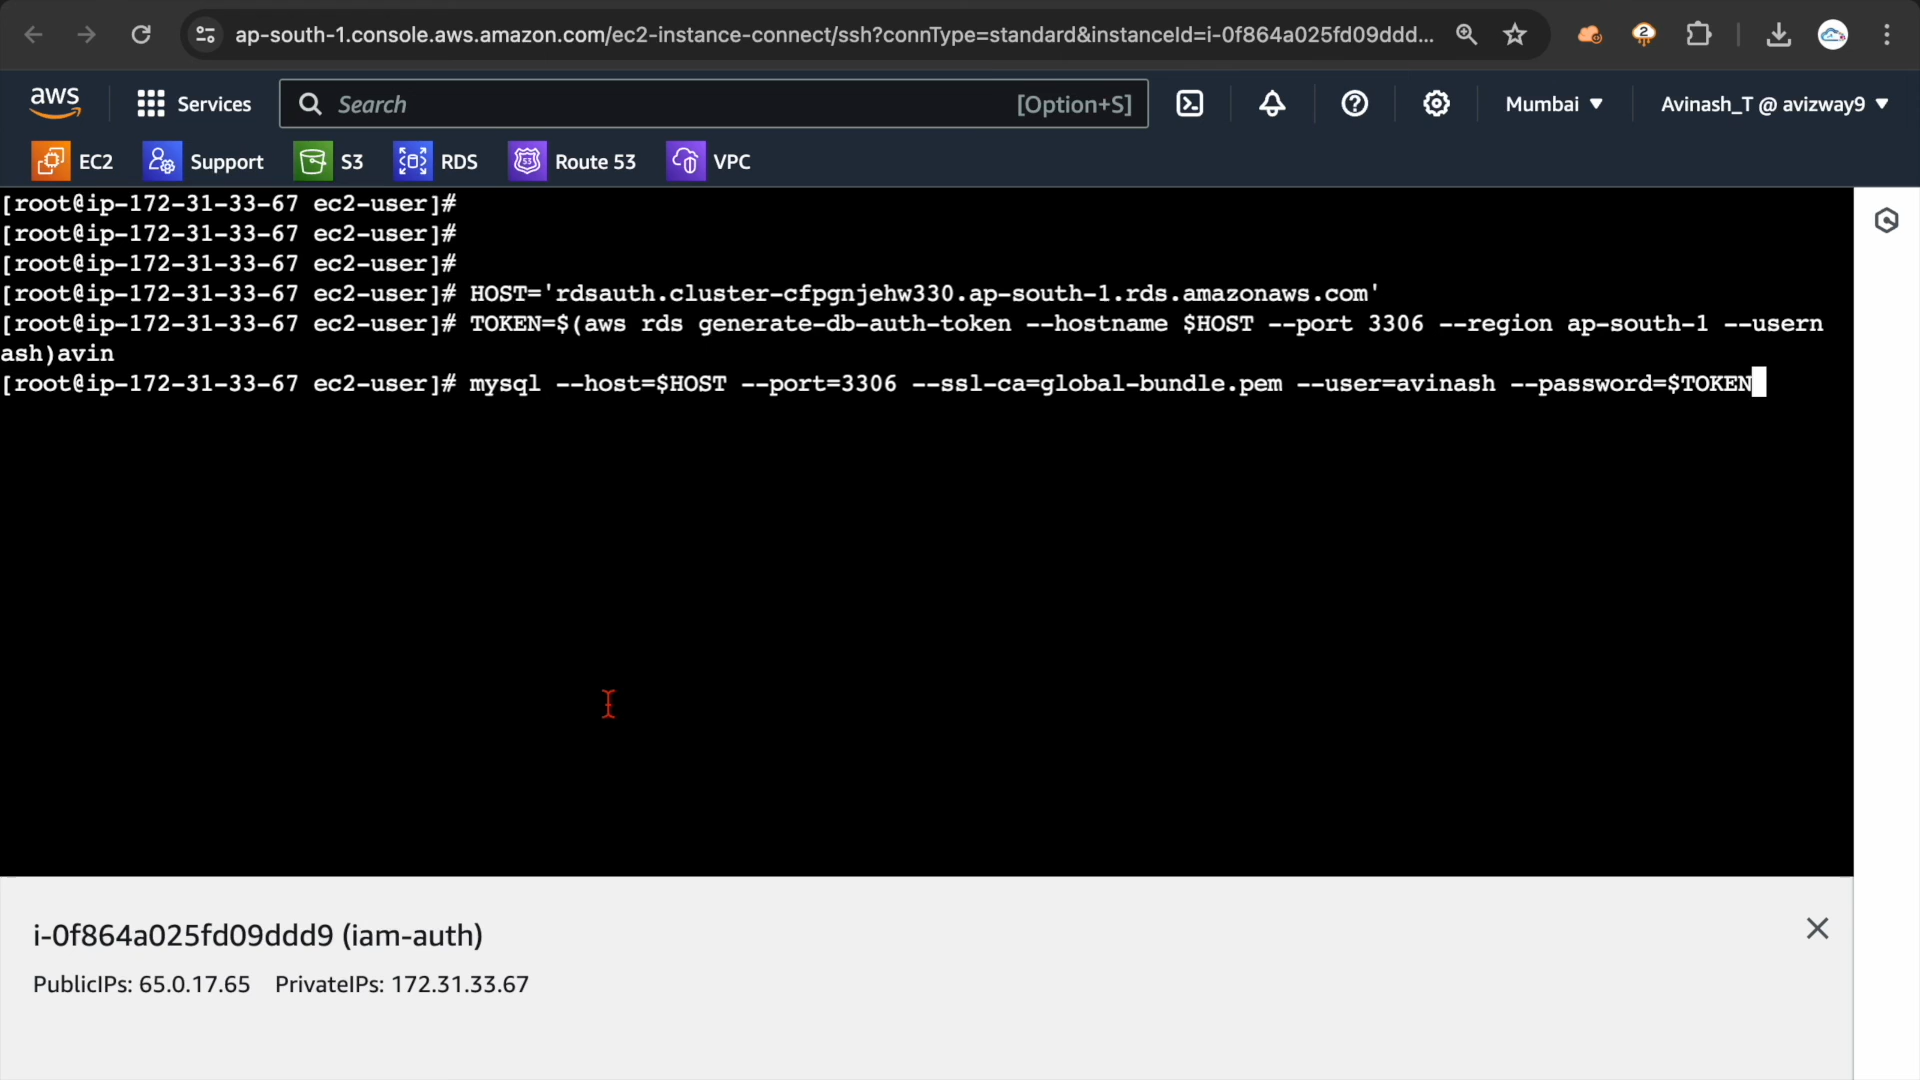 ap-south-1.console.aws.amazon.com/ec2-instance-connect/ssh?connType=standard&instanceId=i-0f864a025fd09ddd...
2
aws
Services
Search
[Option+S]
Mumbai
Avinash_T @ avizway9
EC2
Support
S3
RDS
53
Route 53
VPC
[root@ip-172-31-33-67 ec2-user]#
[root@ip-172-31-33-67 ec2-user]#
[root@ip-172-31-33-67 ec2-user]#
[root@ip-172-31-33-67 ec2-user]# HOST='rdsauth.cluster-cfpgnjehw330.ap-south-1.rds.amazonaws.com'
[root@ip-172-31-33-67 ec2-user]# TOKEN=$(aws rds generate-db-auth-token --hostname $HOST --port 3306 --region ap-south-1 --usern
ash)avin
[root@ip-172-31-33-67 ec2-user]# mysql --host=$HOST --port=3306 --ssl-ca=global-bundle.pem --user=avinash --password=$TOKEN
i-0f864a025fd09ddd9 (iam-auth)
PublicIPs: 65.0.17.65 PrivateIPs: 172.31.33.67